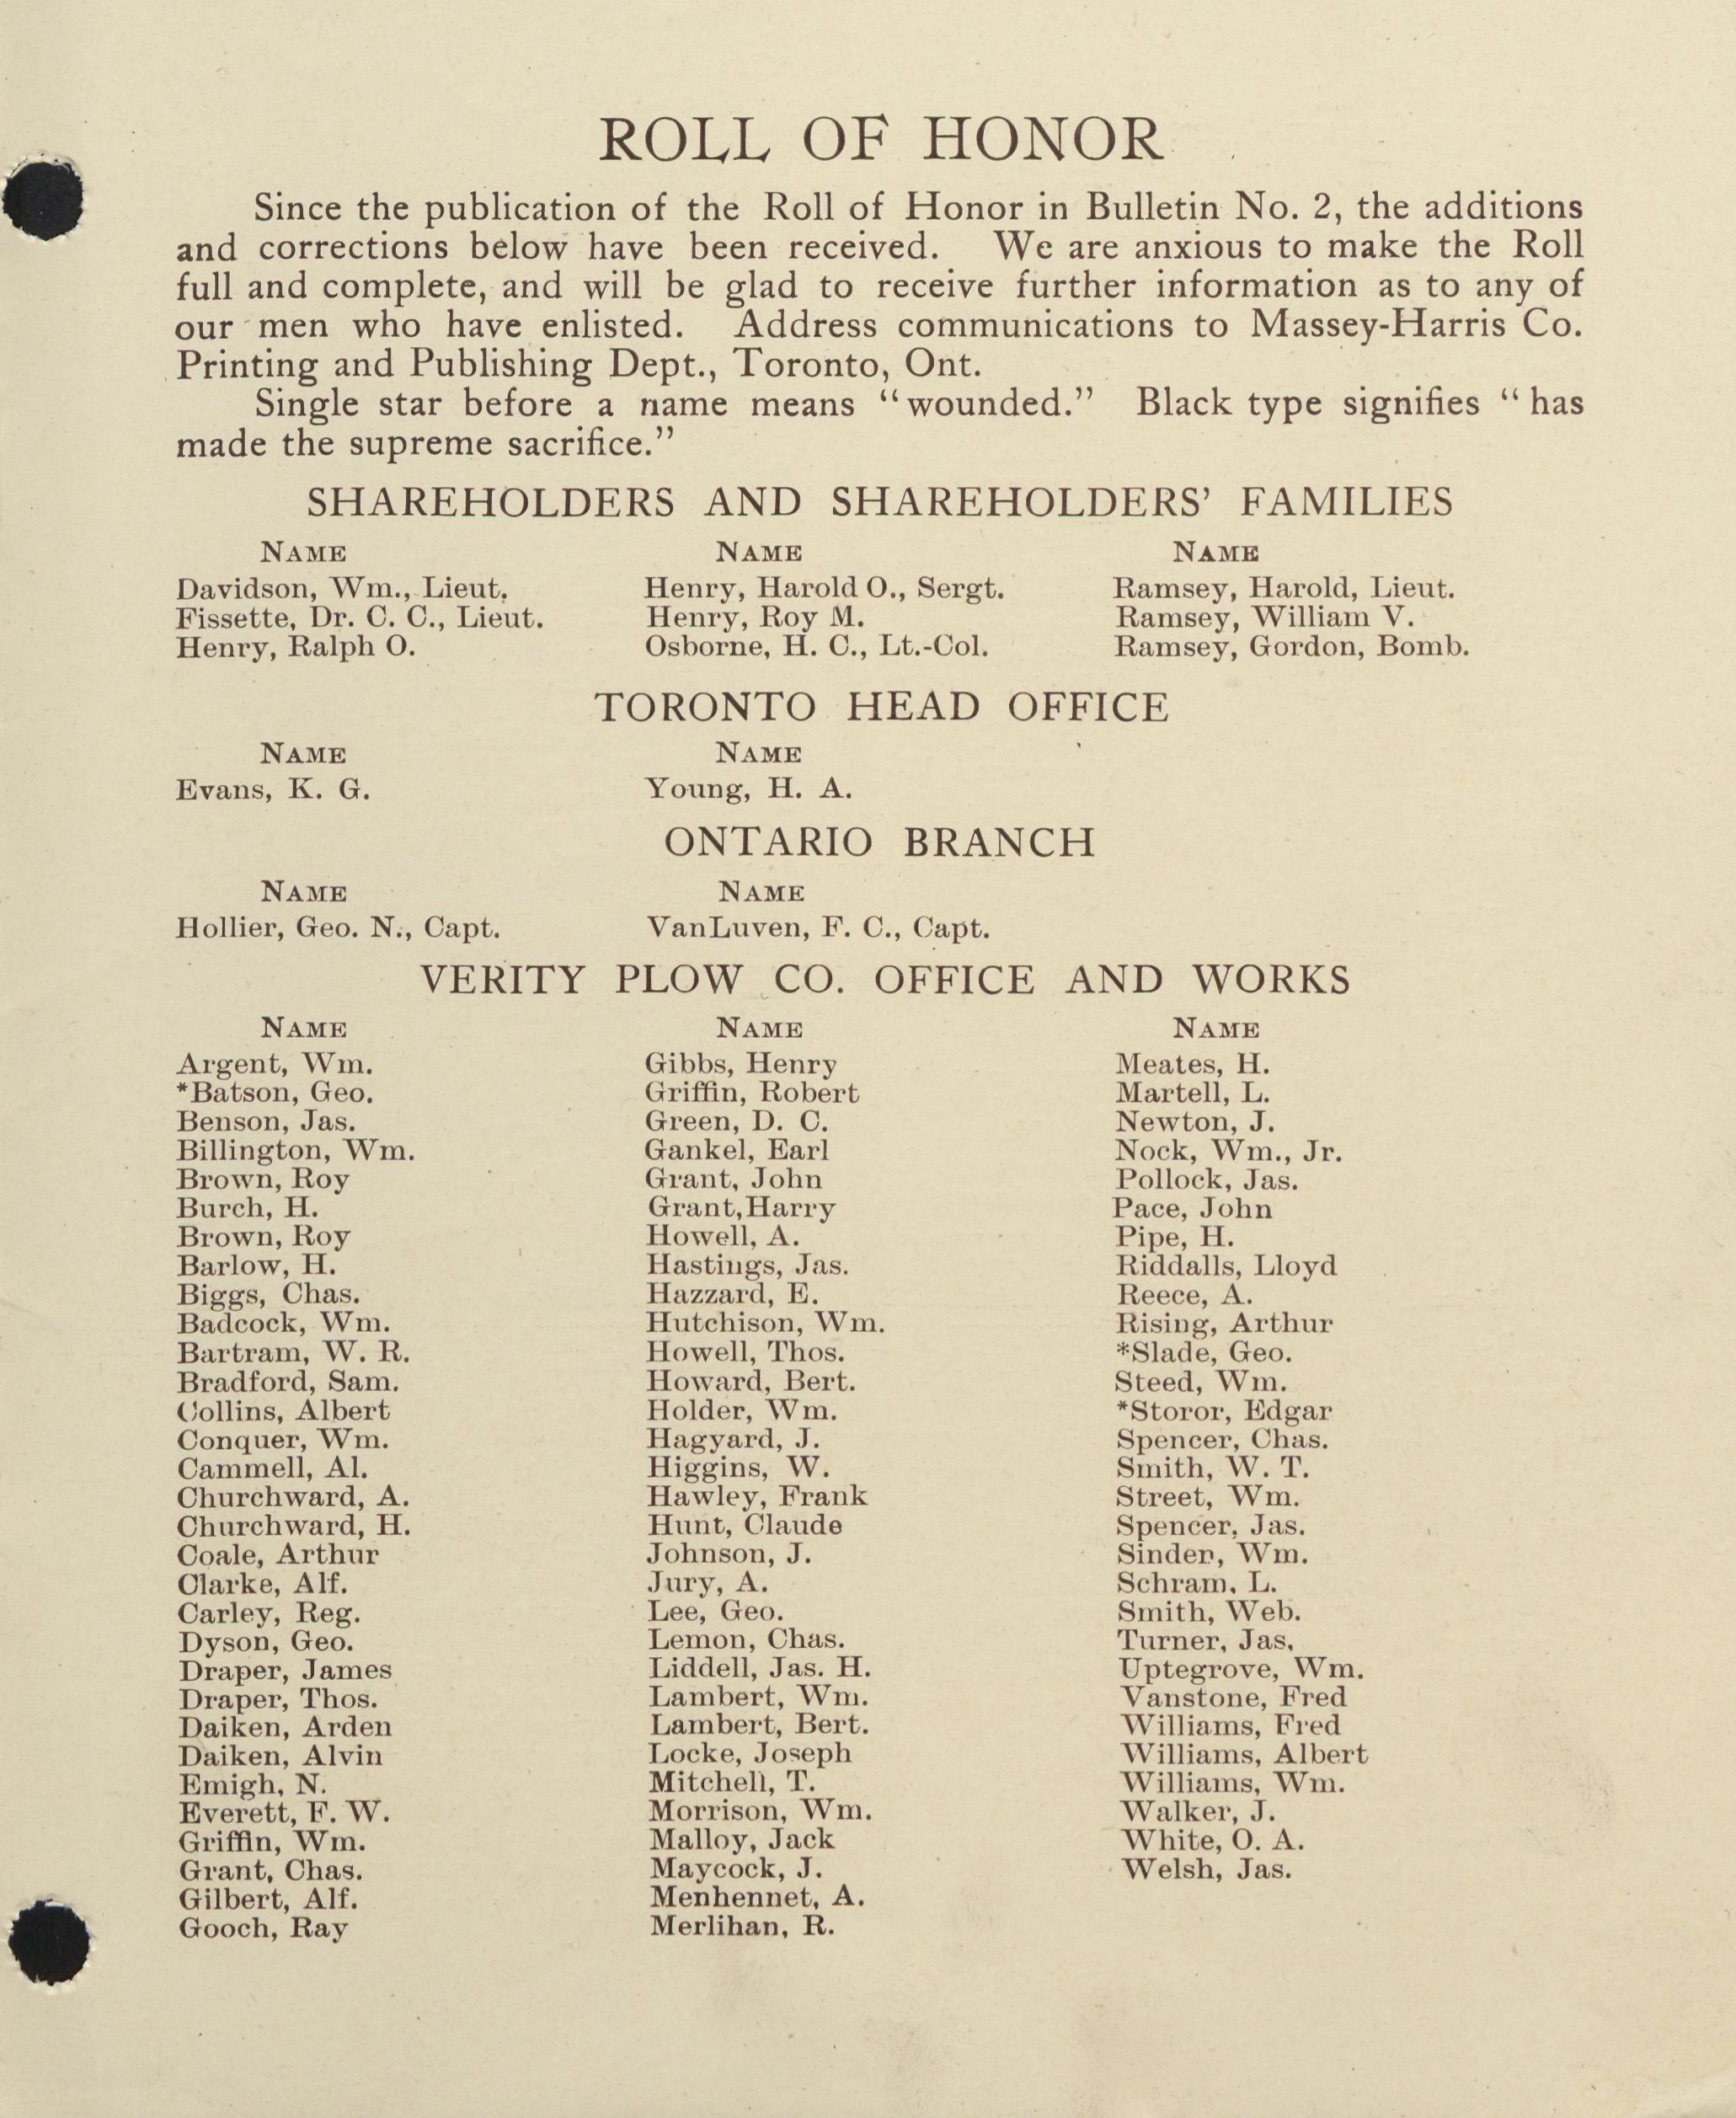 ROLL OF HONOR
Since the publication of the Roll of Honor in Bulletin No. 2, the additions
and corrections below have been received. We are anxious to make the Roll
full and complete, and will be glad to receive further information as to any of
our men who have enlisted. Address communications to Massey-Harris Co.
Printing and Publishing Dept., Toronto, Ont.
Single star before a name means "wounded." Black type signifies "has
made the supreme sacrifice."
SHAREHOLDERS AND SHAREHOLDERS' FAMILIES
NAME
Davidson, Wm., Lieut.
Fissette, Dr. C. C., Lieut.
Henry, Ralph O.
NAME
Henry, Harold O., Sergt.
Henry, Roy M.
Osborne, H. C., Lt.-Col.
NAME
Ramsey, Harold, Lieut.
Ramsey, William V.
Ramsey, Gordon, Bomb.
TORONTO HEAD OFFICE
NAME
Evans, K. G.
NAME
Young, H. A.
ONTARIO BRANCH
NAME
Hollier, Geo. N., Capt.
NAME
VanLuven, F. C., Capt.
VERITY PLOW CO. OFFICE AND WORKS
NAME
Argent, Wm.
*Batson, Geo.
Benson, Jas.
Billington, Wm.
Brown, Roy
Burch, H.
Brown, Roy
Barlow, H.
Biggs, Chas.
Badcock, Wm.
Bartram, W. R.
Bradford, Sam.
Collins, Albert
Conquer, Wm.
Cammell, Al.
Churchward, A.
Churchward, H.
Coale, Arthur
Clarke, Alf.
Carley, Reg.
Dyson, Geo.
Draper, James
Draper, Thos.
Daiken, Arden
Daiken, Alvin
Emigh, N.
Everett, F. W.
Griffin, Wm.
Grant, Chas.
Gilbert, Alf.
Gooch, Ray
NAME
Gibbs, Henry
Griffin, Robert
Green, D. C.
Gankel, Earl
Grant, John
Grant,Harry
Howell, A.
Hastings, Jas.
Hazzard, E.
Hutchison, Wm.
Howell, Thos.
Howard, Bert.
Holder, Wm.
Hagyard, J.
Higgins, W.
Hawley, Frank
Hunt, Claude
Johnson, J.
Jury, A.
Lee, Geo.
Lemon, Chas.
Liddell, Jas. H.
Lambert, Wm.
Lambert, Bert.
Locke, Joseph
Mitchell, T.
Morrison, Wm.
Malloy, Jack
Maycock, J.
Menhennet, A.
Merlihan, R.
NAME
Meates, H.
Martell, L.
Newton, J.
Nock, Wm., Jr.
Pollock, Jas.
Pace, John
Pipe, H.
Riddalls, Lloyd
Reece, A.
Rising, Arthur
*Slade, Geo.
Steed, Wm.
*Storor, Edgar
Spencer, Chas.
Smith, W. T.
Street, Wm.
Spencer, Jas.
Sinden, Wm.
Schram, L.
Smith, Web.
Turner, Jas.
Uptegrove, Wm.
Vanstone, Fred
Williams, Fred
Williams, Albert
Williams, Wm.
Walker, J.
White, O. A.
Welsh, Jas.